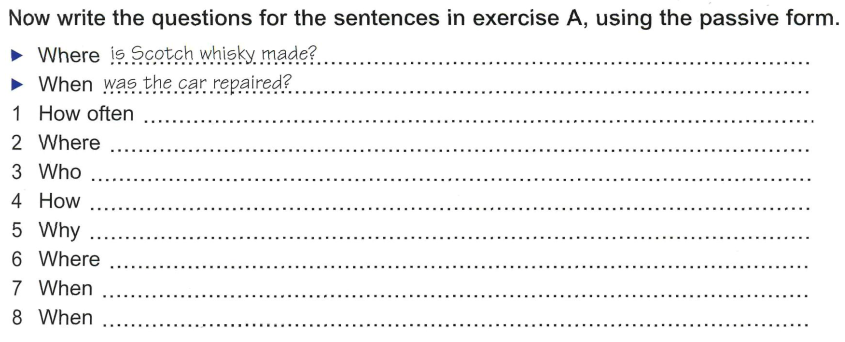 Now write the questions for the sentences in exercise A, using the passive form.
► Where is Scotch whisky made?
► When was the car repaired?
1 How often
2 Where
3 Who
4 How
5 Why
6 Where
7 When
8 When